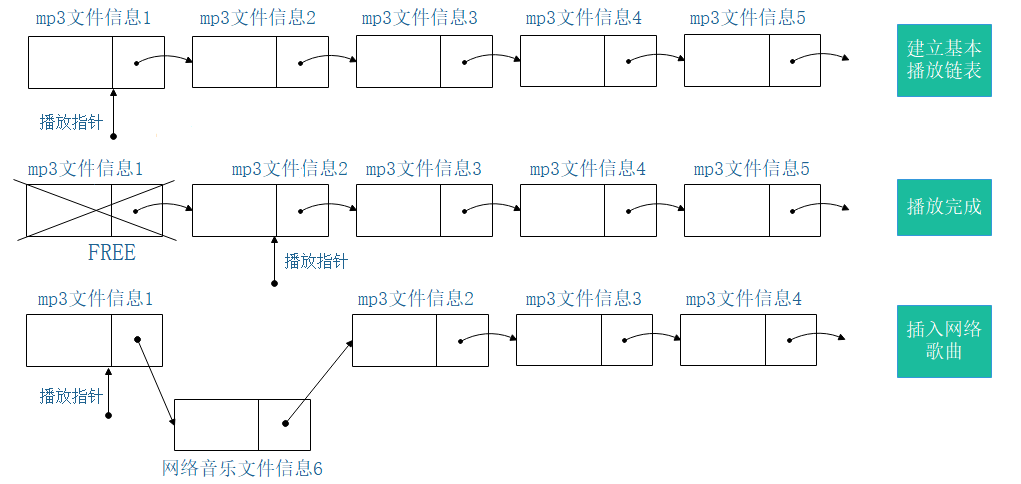 mp3文件信息1
mp3文件信息2
mp3文件信息3
mp3文件信息4
mp3文件信息5
建立基本
播放链表
播放指针
mp3文件信息1
mp3文件信息2
mp3文件信息3
mp3文件信息4
mp3文件信息5
播放完成
FREE
播放指针
mp3文件信息1
mp3文件信息2
mp3文件信息3
mp3文件信息4
插入网络
歌曲
播放指针
网络音乐文件信息6